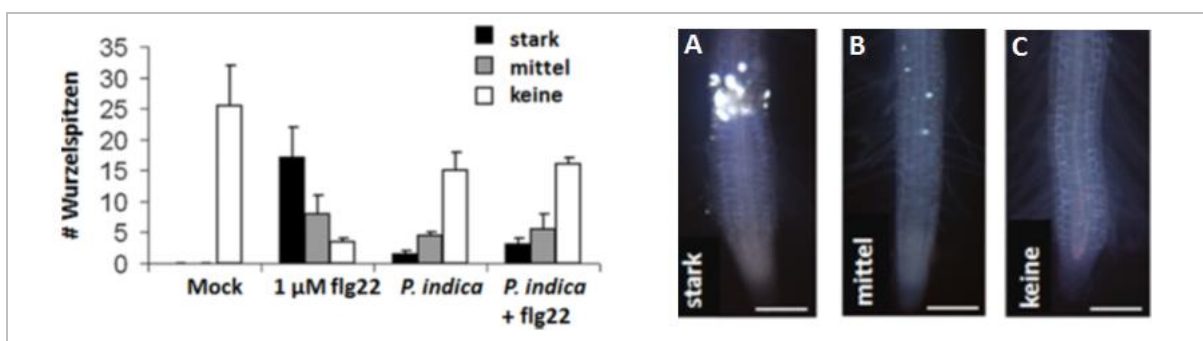 35
30
25
20
15
10
5
0
# Wurzelspitzen
stark
mittel
keine
Mock
1 µM flg22
P. indica
P. indica
+ flg22
A
stark
B
mittel
C
keine